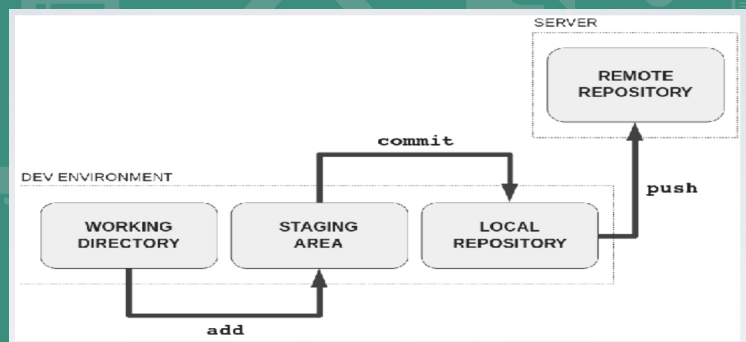 SERVER
REMOTE
REPOSITORY
commit
DEV ENVIRONMENT
push
WORKING
DIRECTORY
STAGING
AREA
LOCAL
REPOSITORY
add